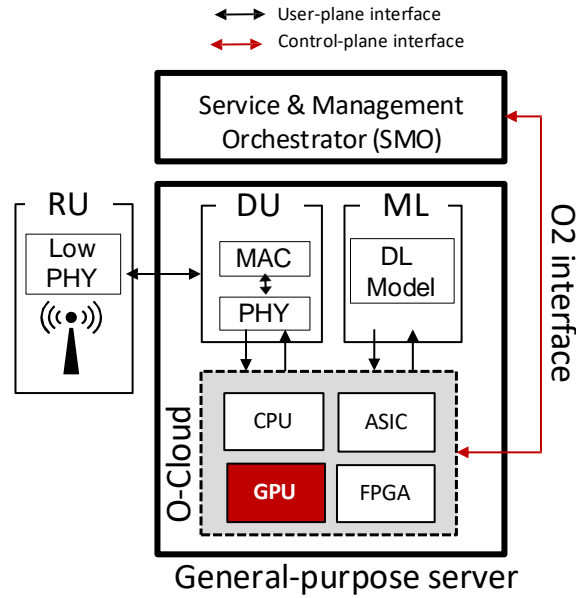 User-plane interface
Control-plane interface
Service & Management
Orchestrator (SMO)
RU
DU
ML
Low
PHY
MAC
PHY
DL
Model
O2 interface
O-Cloud
CPU
ASIC
GPU
FPGA
General-purpose server